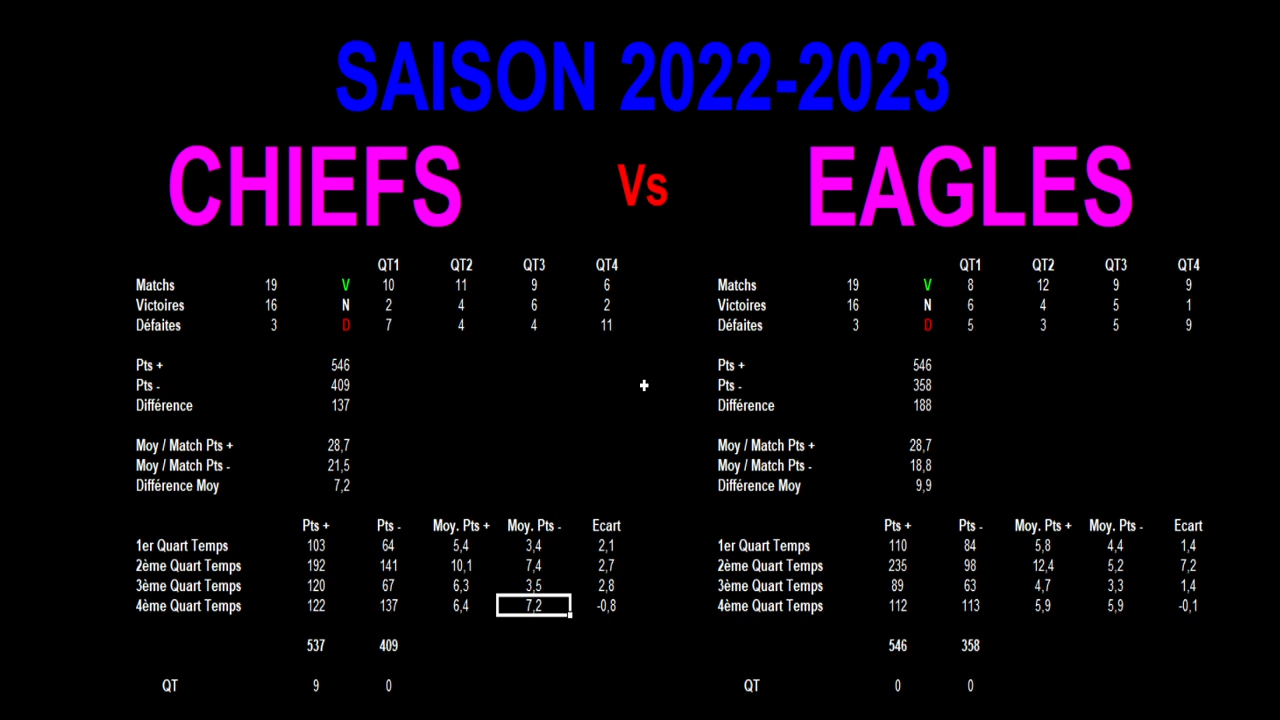 SAISON 2022-2023
CHIEFS Vs EAGLES
QT1 QT2 QT3 QT4 QT1 QT2 QT3 QT4
Matchs 19 V 10 11 9 6 Matchs 19 V 8 12 9 9
Victoires 16 N 2 4 6 2 Victoires 16 N 6 4 5 1
Défaites 3 D 7 4 4 11 Défaites 3 D 5 3 5 9
Pts + 546 Pts + 546
Pts - 409 Pts - 358
Différence 137 Différence 188
Moy / Match Pts + 28,7 Moy / Match Pts + 28,7
Moy / Match Pts - 21,5 Moy / Match Pts - 18,8
Différence Moy 7,2 Différence Moy 9,9
Pts + Pts - Moy. Pts + Moy. Pts - Ecart Pts + Pts - Moy. Pts + Moy. Pts - Ecart
1er Quart Temps 103 64 5,4 3,4 2,1 1er Quart Temps 110 84 5,8 4,4 1,4
2ème Quart Temps 192 141 10,1 7,4 2,7 2ème Quart Temps 235 98 12,4 5,2 7,2
3ème Quart Temps 120 67 6,3 3,5 2,8 3ème Quart Temps 89 63 4,7 3,3 1,4
4ème Quart Temps 122 137 6,4 7,2 -0,8 4ème Quart Temps 112 113 5,9 5,9 -0,1
537 409 546 358
QT 9 0 QT 0 0